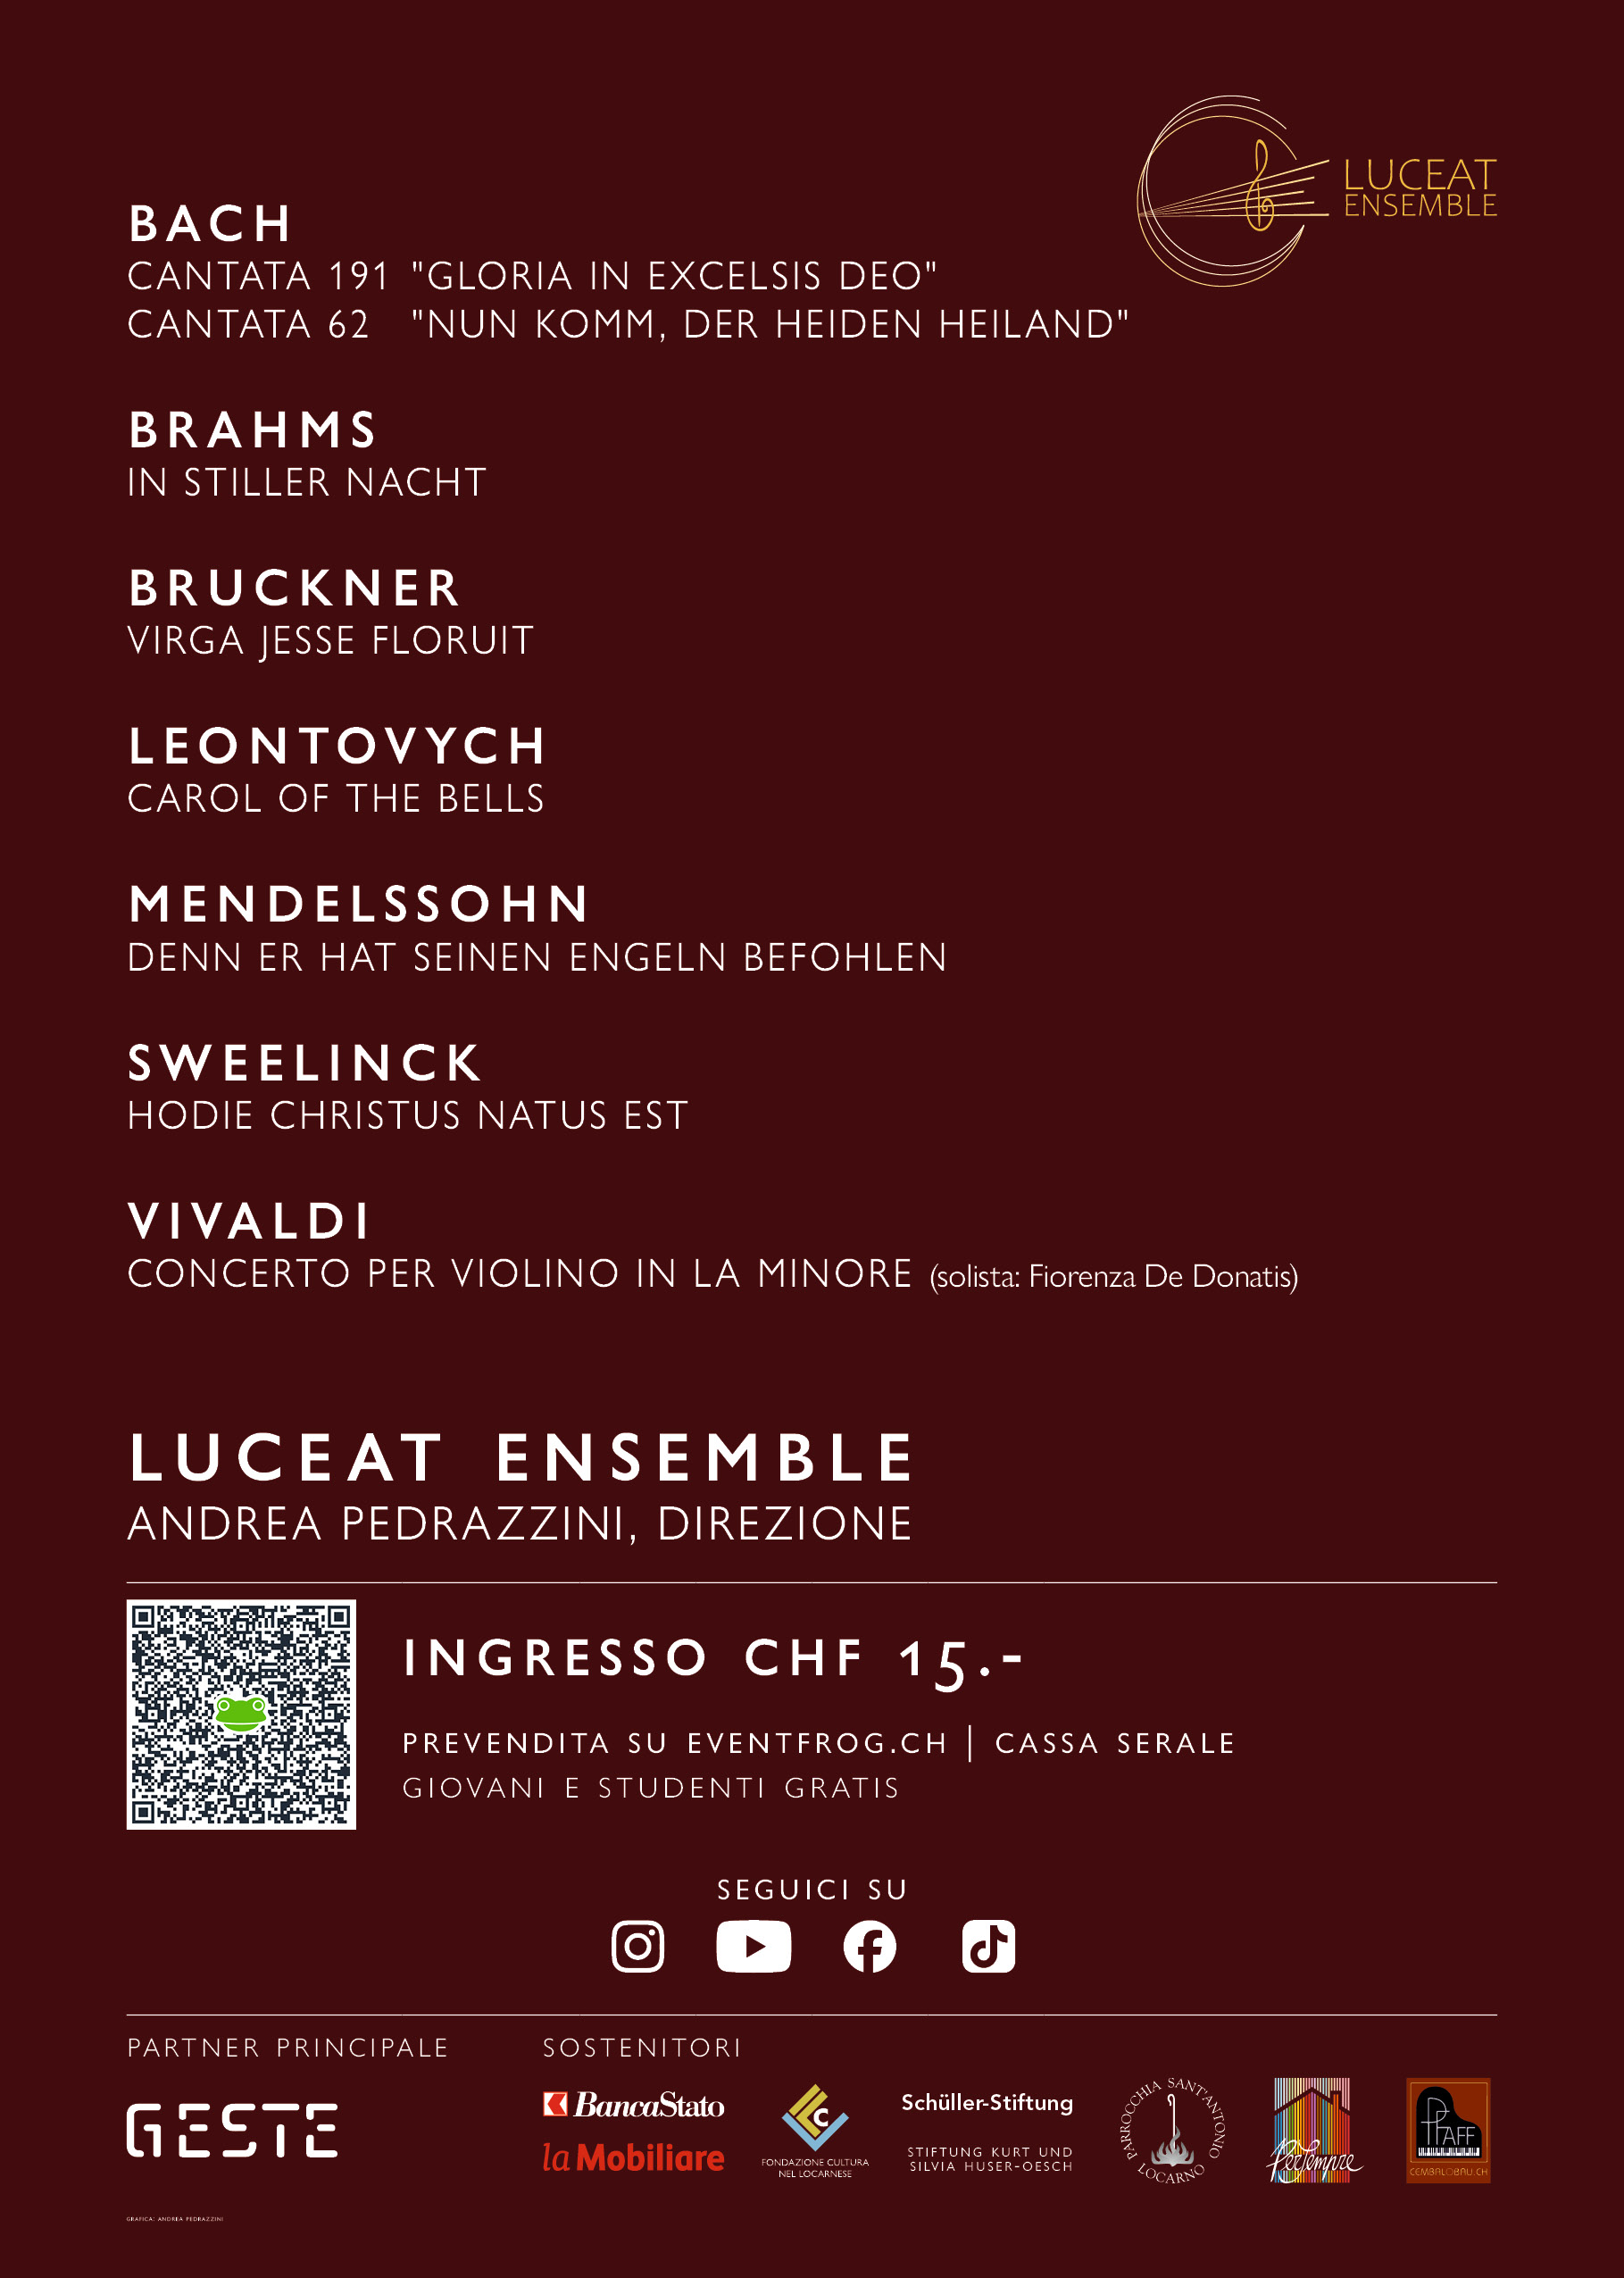 LUCEAT
ENSEMBLE
BACH
CANTATA 191 "GLORIA IN EXCELSIS DEO"
CANTATA 62 "NUN KOMM, DER HEIDEN HEILAND"
BRAHMS
IN STILLER NACHT
BRUCKNER
VIRGA JESSE FLORUIT
LEONTOVYCH
CAROL OF THE BELLS
MENDELSSOHN
DENN ER HAT SEINEN ENGELN BEFOHLEN
SWEELINCK
HODIE CHRISTUS NATUS EST
VIVALDI
CONCERTO PER VIOLINO IN LA MINORE (solista: Fiorenza De Donatis)
LUCEAT ENSEMBLE
ANDREA PEDRAZZINI, DIREZIONE
INGRESSO CHF 15.-
PREVENDITA SU EVENTFROG.CH | CASSA SERALE
GIOVANI E STUDENTI GRATIS
SEGUICI SU
PARTNER PRINCIPALE
GESTE
SOSTENITORI
BancaStato
la Mobiliare
FONDAZIONE CULTURA
NEL LOCARNESE
Schüller-Stiftung
STIFTUNG KURT UND
SILVIA HUSER-OESCH
PARROCCHIA SANT'ANTONIO
LOCARNO
PerSempre
PFAFF
CEMBALOBAU.CH
GRAFICA: ANDREA PEDRAZZINI